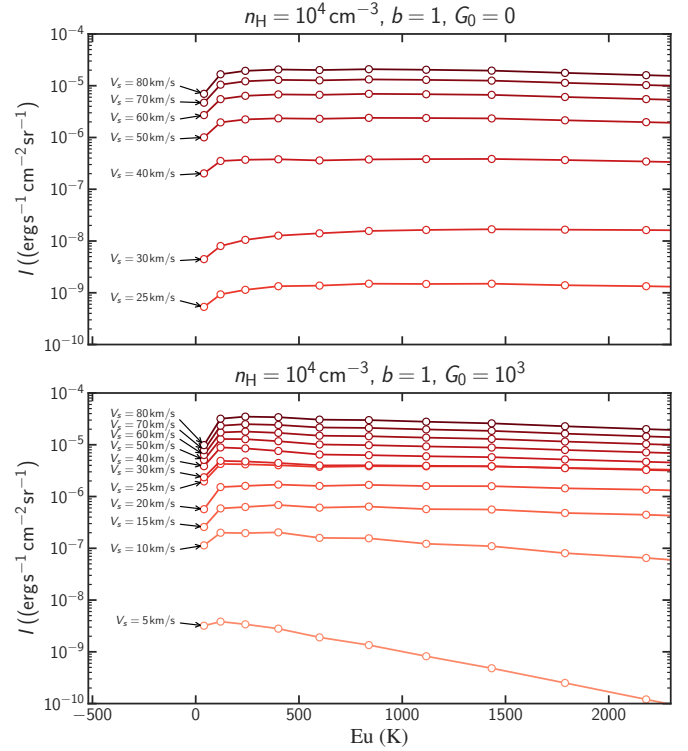 n_H = 10^4 cm^−3, b = 1, G_0 = 0
10^−4
10^−5
10^−6
10^−7
10^−8
10^−9
10^−10
I ((erg s^−1 cm^−2 sr^−1)
V_s = 80 km/s
V_s = 70 km/s
V_s = 60 km/s
V_s = 50 km/s
V_s = 40 km/s
V_s = 30 km/s
V_s = 25 km/s
n_H = 10^4 cm^−3, b = 1, G_0 = 10^3
10^−4
10^−5
10^−6
10^−7
10^−8
10^−9
10^−10
I ((erg s^−1 cm^−2 sr^−1)
V_s = 80 km/s
V_s = 70 km/s
V_s = 60 km/s
V_s = 50 km/s
V_s = 40 km/s
V_s = 30 km/s
V_s = 25 km/s
V_s = 20 km/s
V_s = 15 km/s
V_s = 10 km/s
V_s = 5 km/s
−500 0 500 1000 1500 2000
Eu (K)